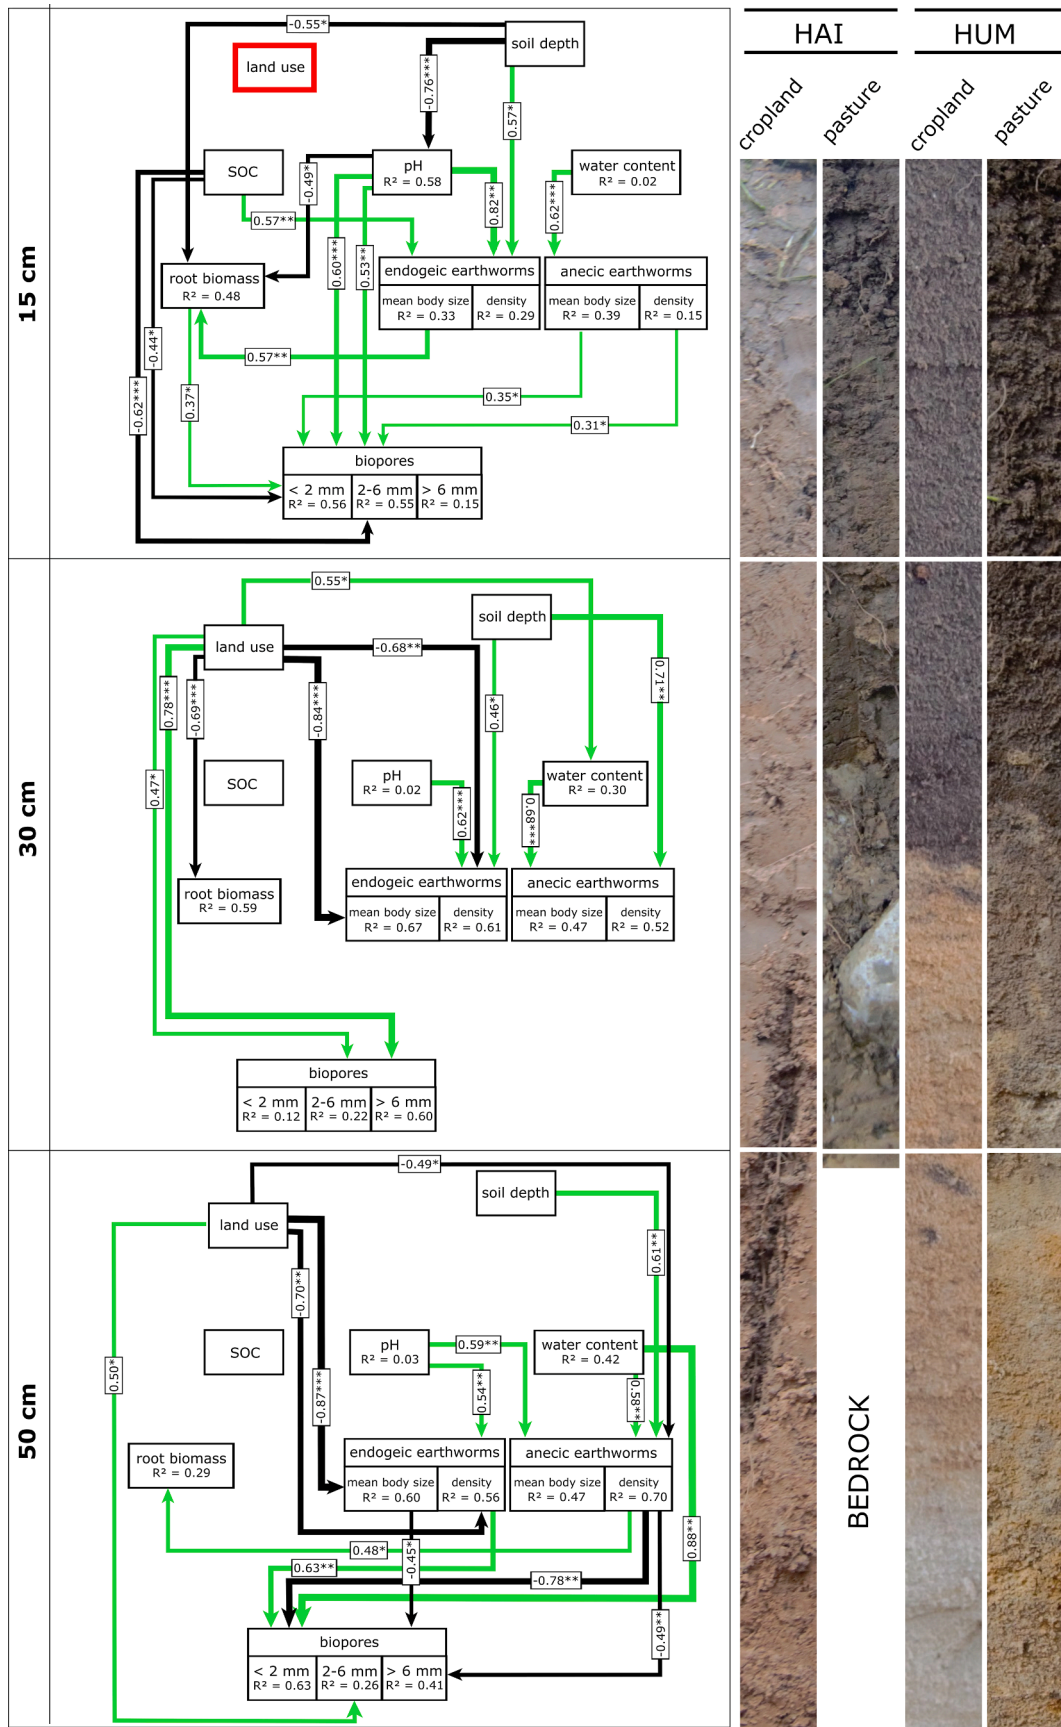 HAI
HUM
cropland
pasture
cropland
pasture
15 cm
-0.55*
soil depth
land use
-0.76***
0.57*
SOC
pH
R² = 0.58
water content
R² = 0.02
-0.49*
0.82**
0.62***
0.57**
0.60***
0.53**
root biomass
R² = 0.48
endogeic earthworms
mean body size
R² = 0.33
density
R² = 0.29
anecic earthworms
mean body size
R² = 0.39
density
R² = 0.15
-0.44*
-0.62***
0.37*
0.57**
0.35*
0.31*
biopores
< 2 mm
R² = 0.56
2-6 mm
R² = 0.55
> 6 mm
R² = 0.15
30 cm
0.55*
soil depth
land use
-0.68**
0.78***
-0.69***
-0.84***
0.46*
0.71**
0.47*
SOC
pH
R² = 0.02
water content
R² = 0.30
0.62***
0.68***
root biomass
R² = 0.59
endogeic earthworms
mean body size
R² = 0.67
density
R² = 0.61
anecic earthworms
mean body size
R² = 0.47
density
R² = 0.52
biopores
< 2 mm
R² = 0.12
2-6 mm
R² = 0.22
> 6 mm
R² = 0.60
50 cm
-0.49*
soil depth
land use
0.61**
-0.70**
SOC
pH
R² = 0.03
0.59**
water content
R² = 0.42
0.50*
-0.87***
0.54**
0.58**
root biomass
R² = 0.29
endogeic earthworms
mean body size
R² = 0.60
density
R² = 0.56
anecic earthworms
mean body size
R² = 0.47
density
R² = 0.70
0.88**
0.48*
-0.45*
0.63**
-0.78**
-0.49**
biopores
< 2 mm
R² = 0.63
2-6 mm
R² = 0.26
> 6 mm
R² = 0.41
BEDROCK